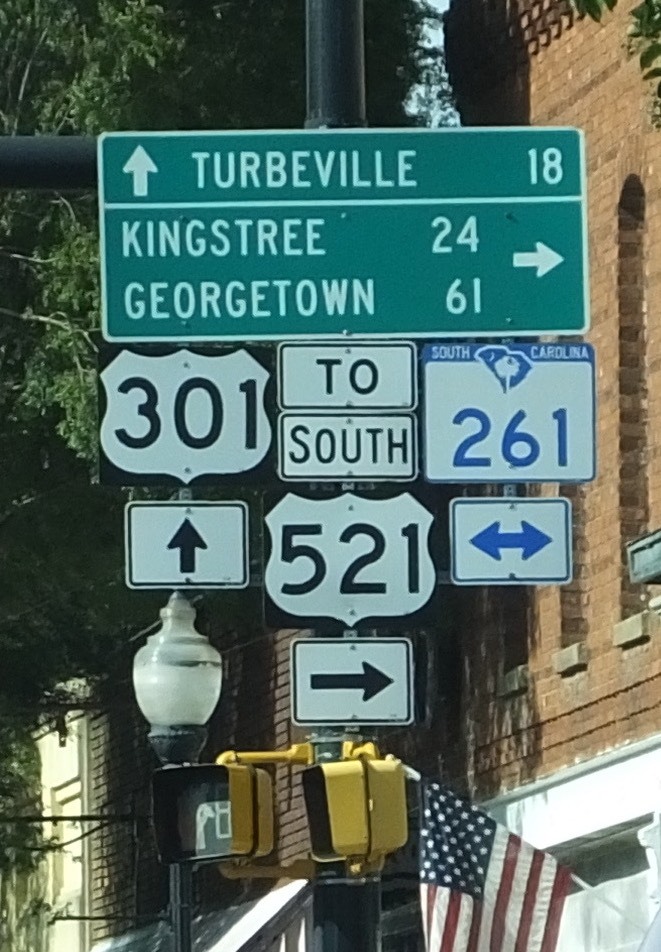 TURBEVILLE 18
KINGSTREE 24
GEORGETOWN 61
301
TO
SOUTH
521
SOUTH CAROLINA
261